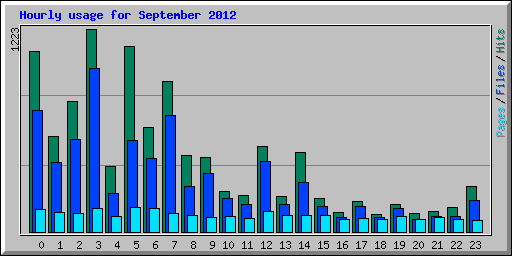 Hourly usage for September 2012
1223
Pages/Files/Hits
0 1 2 3 4 5 6 7 8 9 10 11 12 13 14 15 16 17 18 19 20 21 22 23